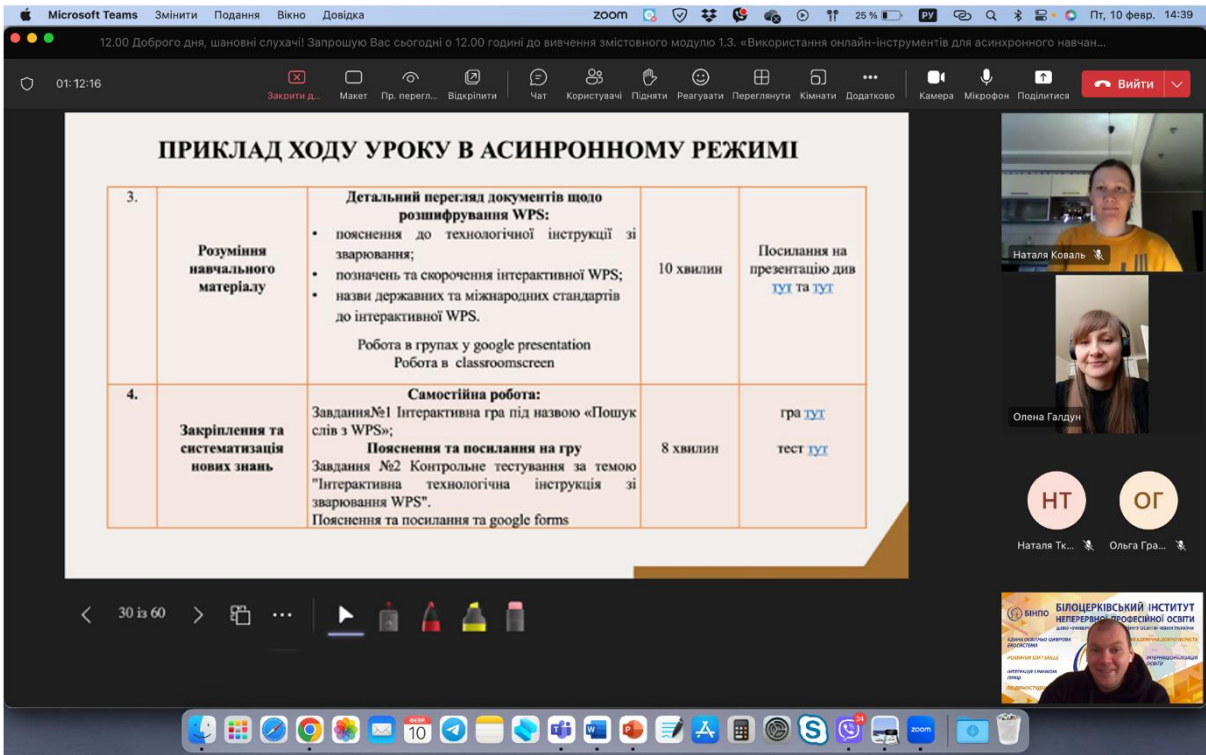 Microsoft Teams Змінити Подання Вікно Довідка zoom 25 % РУ Пт, 10 февр. 14:39
12.00 Доброго дня, шановні слухачі! Запрошую Вас сьогодні о 12.00 годині до вивчення змістовного модулю 1.3. «Використання онлайн-інструментів для асинхронного навчан...
01:12:16
Закрити д... Макет Пр. перегл... Відкріпити Чат Користувачі Підняти Реагувати Переглянути Кімнати Додатково Камера Мікрофон Поділитися Вийти
ПРИКЛАД ХОДУ УРОКУ В АСИНРОННОМУ РЕЖИМІ
3.
Розуміння
навчального
матеріалу
Детальний перегляд документів щодо
розшифрування WPS:
• пояснення до технологічної інструкції зі
зварювання;
• позначень та скорочення інтерактивної WPS;
• назви державних та міжнародних стандартів
до інтерактивної WPS.
Робота в групах у google presentation
Робота в classroomscreen
10 хвилин
Посилання на
презентацію див
тут та тут
4.
Закріплення та
систематизація
нових знань
Самостійна робота:
Завдання№1 Інтерактивна гра під назвою «Пошук
слів з WPS»;
Пояснення та посилання на гру
Завдання №2 Контрольне тестування за темою
"Інтерактивна технологічна інструкція зі
зварювання WPS".
Пояснення та посилання та google forms
8 хвилин
гра тут
тест тут
30 із 60
Наталя Коваль
Олена Галдун
НТ ОГ
Наталя Тк... Ольга Гра...
БІНПО
БІЛОЦЕРКІВСЬКИЙ ІНСТИТУТ
НЕПЕРЕРВНОЇ ПРОФЕСІЙНОЇ ОСВІТИ
ФЕВР.
10
24
zoom